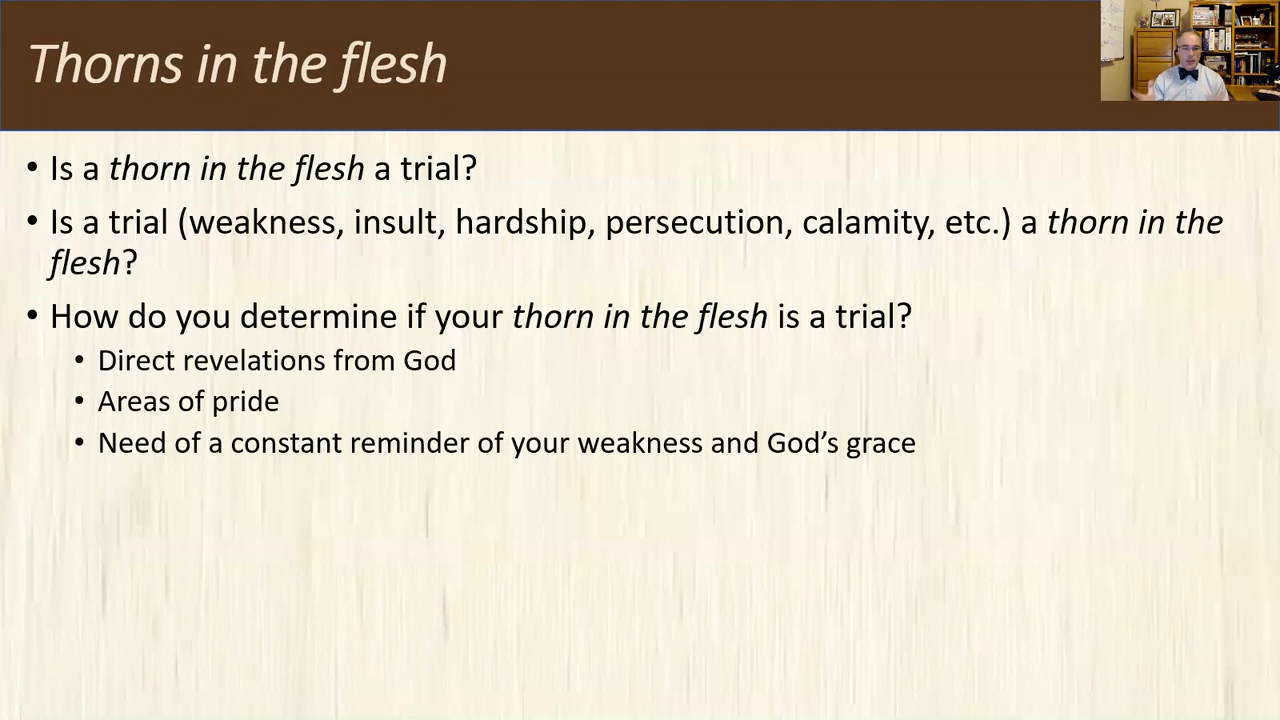 Thorns in the flesh
• Is a thorn in the flesh a trial?
• Is a trial (weakness, insult, hardship, persecution, calamity, etc.) a thorn in the
flesh?
• How do you determine if your thorn in the flesh is a trial?
• Direct revelations from God
• Areas of pride
• Need of a constant reminder of your weakness and God’s grace